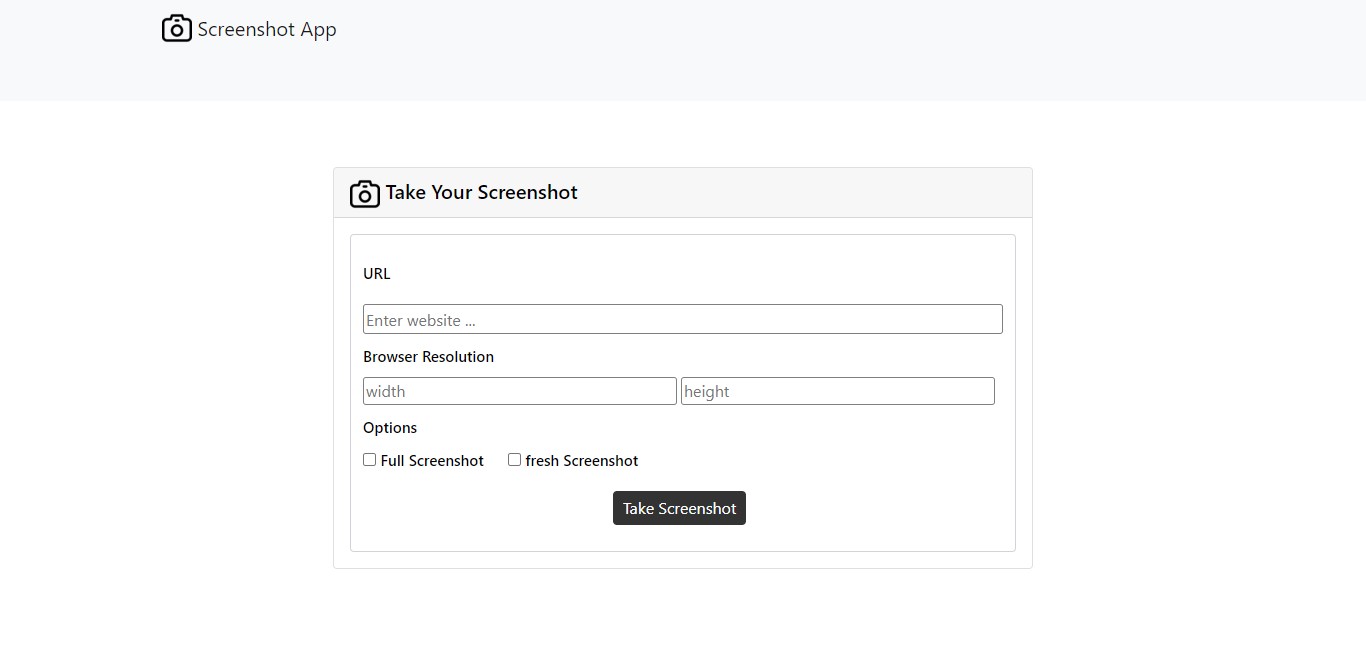 Screenshot App
Take Your Screenshot
URL
Enter website ...
Browser Resolution
width height
Options
Full Screenshot fresh Screenshot
Take Screenshot